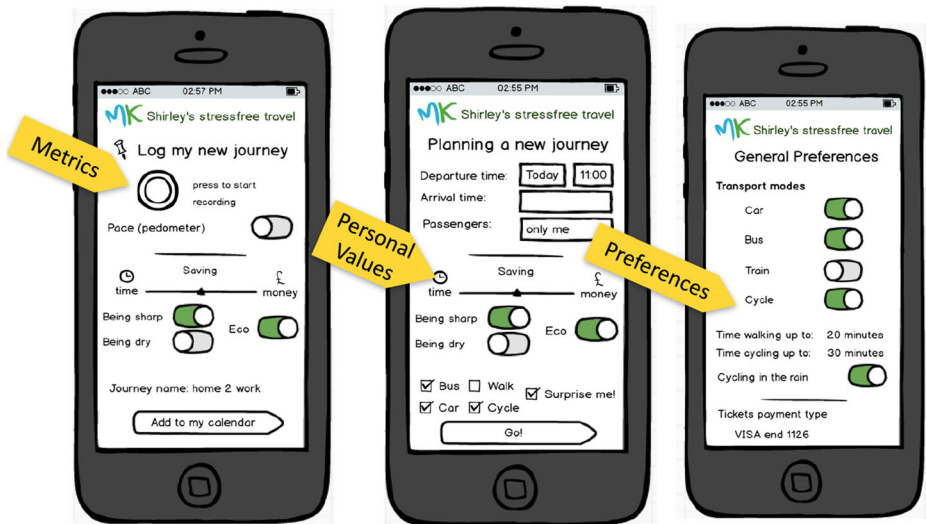 ABC 02:57 PM
MK Shirley's stressfree travel
Metrics
Log my new journey
press to start
recording
Pace (pedometer)
Saving
time £ money
Being sharp
Eco
Being dry
Journey name: home 2 work
Add to my calendar
ABC 02:55 PM
MK Shirley's stressfree travel
Planning a new journey
Departure time: Today 11:00
Arrival time:
Passengers: only me
Personal
Values
Saving
time £ money
Being sharp
Eco
Being dry
Bus Walk
Surprise me!
Car Cycle
Go!
ABC 02:55 PM
MK Shirley's stressfree travel
General Preferences
Transport modes
Car
Bus
Preferences
Train
Cycle
Time walking up to: 20 minutes
Time cycling up to: 30 minutes
Cycling in the rain
Tickets payment type
VISA end 1126